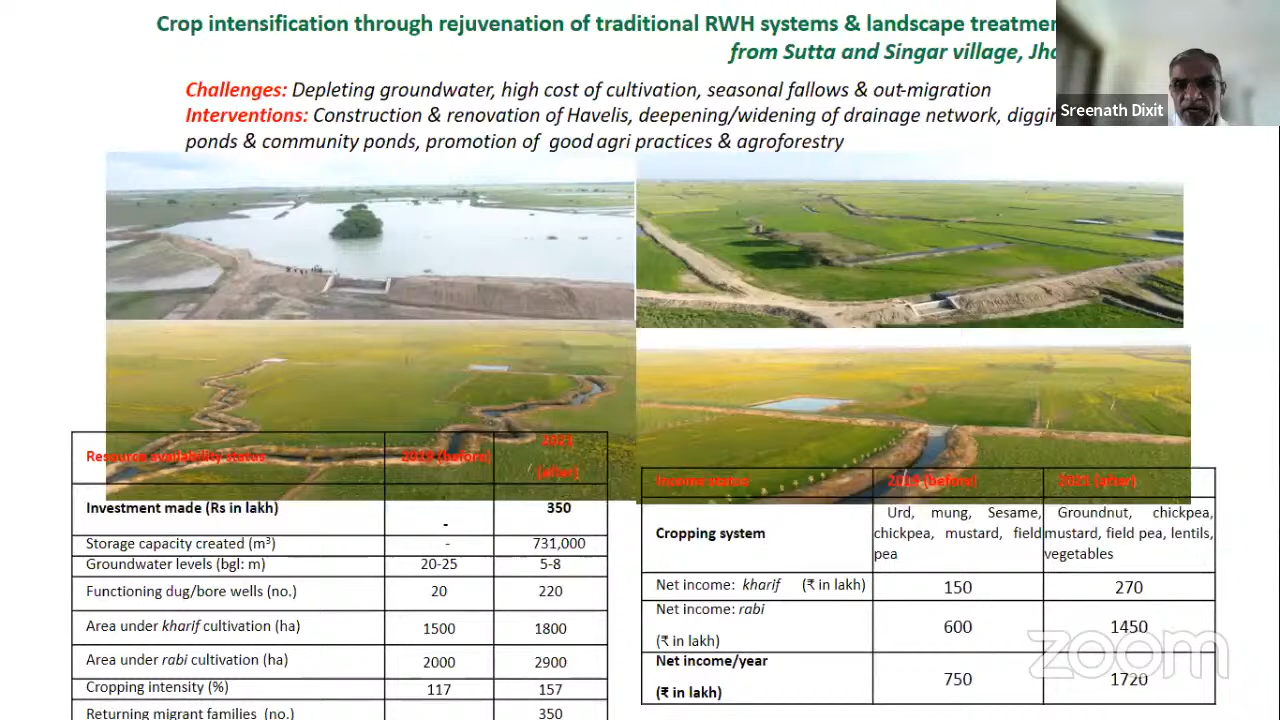 Crop intensification through rejuvenation of traditional RWH systems & landscape
from Sutta and Singar village,
Sreenath Dixit
Challenges: Depleting groundwater, high cost of cultivation, seasonal fallows & out-migration
Interventions: Construction & renovation of Havelis, deepening/widening of drainage network,
ponds & community ponds, promotion of good agri practices & agroforestry
Resource availability status 2019 (before) 2021 (after)
Investment made (Rs in lakh) - 350
Storage capacity created (m³) - 731,000
Groundwater levels (bgl: m) 20-25 5-8
Functioning dug/bore wells (no.) 20 220
Area under kharif cultivation (ha) 1500 1800
Area under rabi cultivation (ha) 2000 2900
Cropping intensity (%) 117 157
Returning migrant families (no.) 350
Income status 2019 (before) 2021 (after)
Cropping system
Urd, mung, Sesame,
chickpea, mustard, field
pea
Groundnut, chickpea,
mustard, field pea, lentils,
vegetables
Net income: kharif (₹ in lakh) 150 270
Net income: rabi
(₹ in lakh) 600 1450
Net income/year
(₹ in lakh) 750 1720
zoom